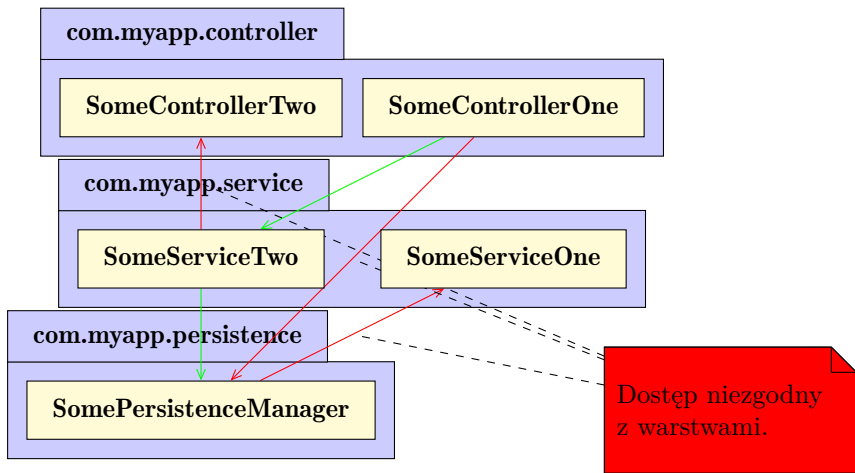 com.myapp.controller
SomeControllerTwo
SomeControllerOne
com.myapp.service
SomeServiceTwo
SomeServiceOne
com.myapp.persistence
SomePersistenceManager
Dostęp niezgodny
z warstwami.